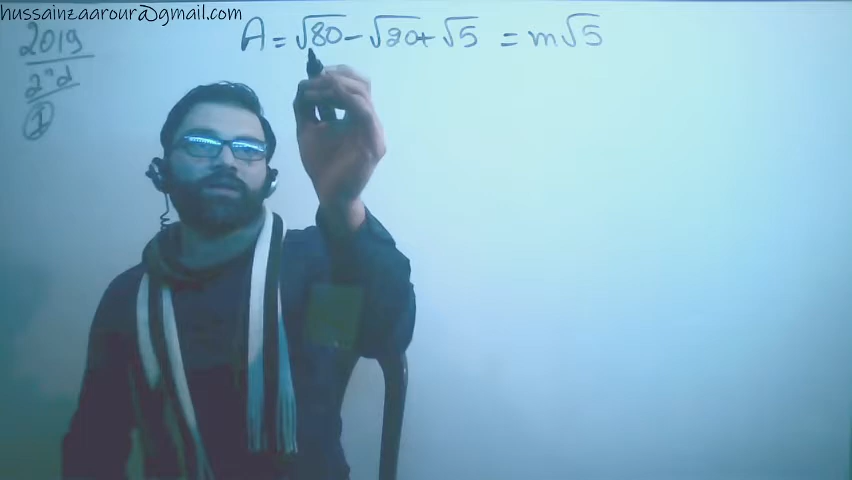 hussainzaarour@gmail.com
2019
2nd
1
A = √80 - √20 + √5 = m√5